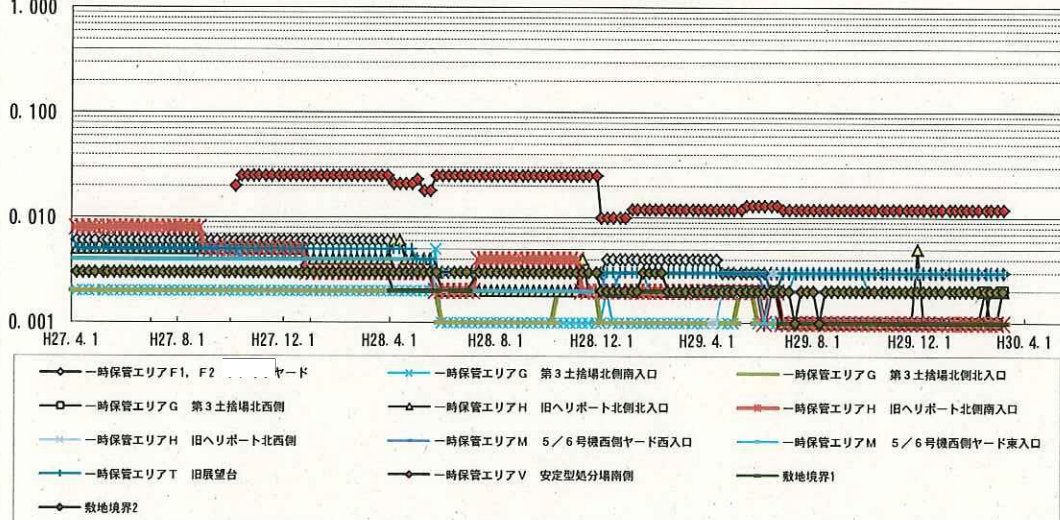 1.000
0.100
0.010
0.001
H27. 4. 1 H27. 8. 1 H27. 12. 1 H28. 4. 1 H28. 8. 1 H28. 12. 1 H29. 4. 1 H29. 8. 1 H29. 12. 1 H30. 4. 1
一時保管エリアF1, F2 ヤード 一時保管エリアG 第3土捨場北側南入口 一時保管エリアG 第3土捨場北側北入口
一時保管エリアG 第3土捨場北西側 一時保管エリアH 旧ヘリポート北側北入口 一時保管エリアH 旧ヘリポート北側南入口
一時保管エリアH 旧ヘリポート北西側 一時保管エリアM 5/6号機西側ヤード西入口 一時保管エリアM 5/6号機西側ヤード東入口
一時保管エリアT 旧展望台 一時保管エリアV 安定型処分場南側 敷地境界1
敷地境界2